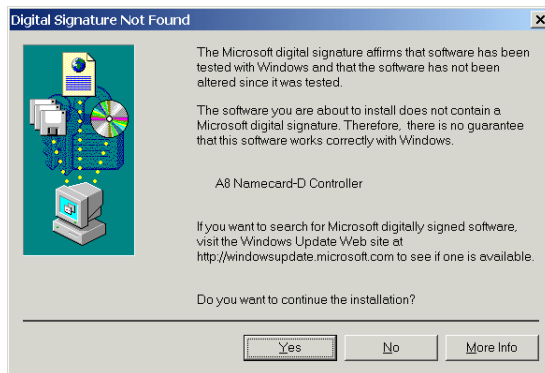 Digital Signature Not Found
The Microsoft digital signature affirms that software has been
tested with Windows and that the software has not been
altered since it was tested.
The software you are about to install does not contain a
Microsoft digital signature. Therefore, there is no guarantee
that this software works correctly with Windows.
A8 Namecard-D Controller
If you want to search for Microsoft digitally signed software,
visit the Windows Update Web site at
http://windowsupdate.microsoft.com to see if one is available.
Do you want to continue the installation?
Yes
No
More Info